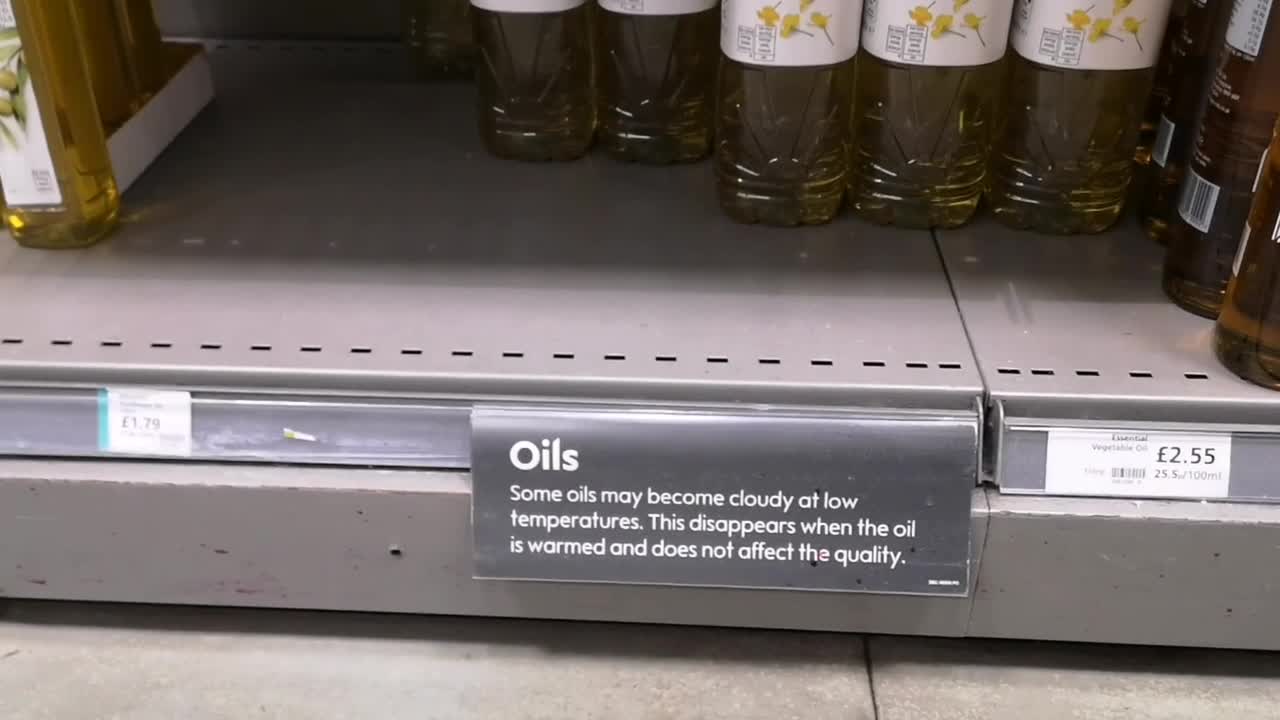 £1.79
Oils
Some oils may become cloudy at low
temperatures. This disappears when the oil
is warmed and does not affect the quality.
Essential
Vegetable Oil
£2.55
25.5p/100ml